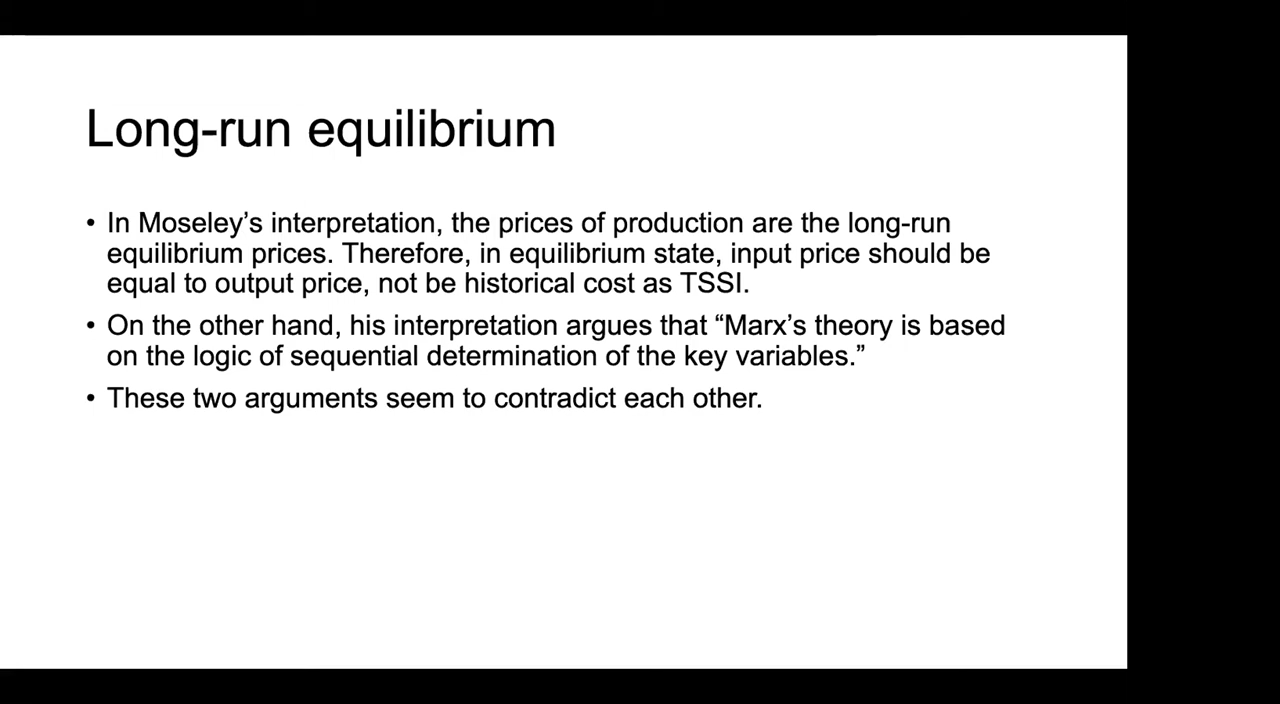 Long-run equilibrium
• In Moseley’s interpretation, the prices of production are the long-run
equilibrium prices. Therefore, in equilibrium state, input price should be
equal to output price, not be historical cost as TSSI.
• On the other hand, his interpretation argues that “Marx’s theory is based
on the logic of sequential determination of the key variables.”
• These two arguments seem to contradict each other.